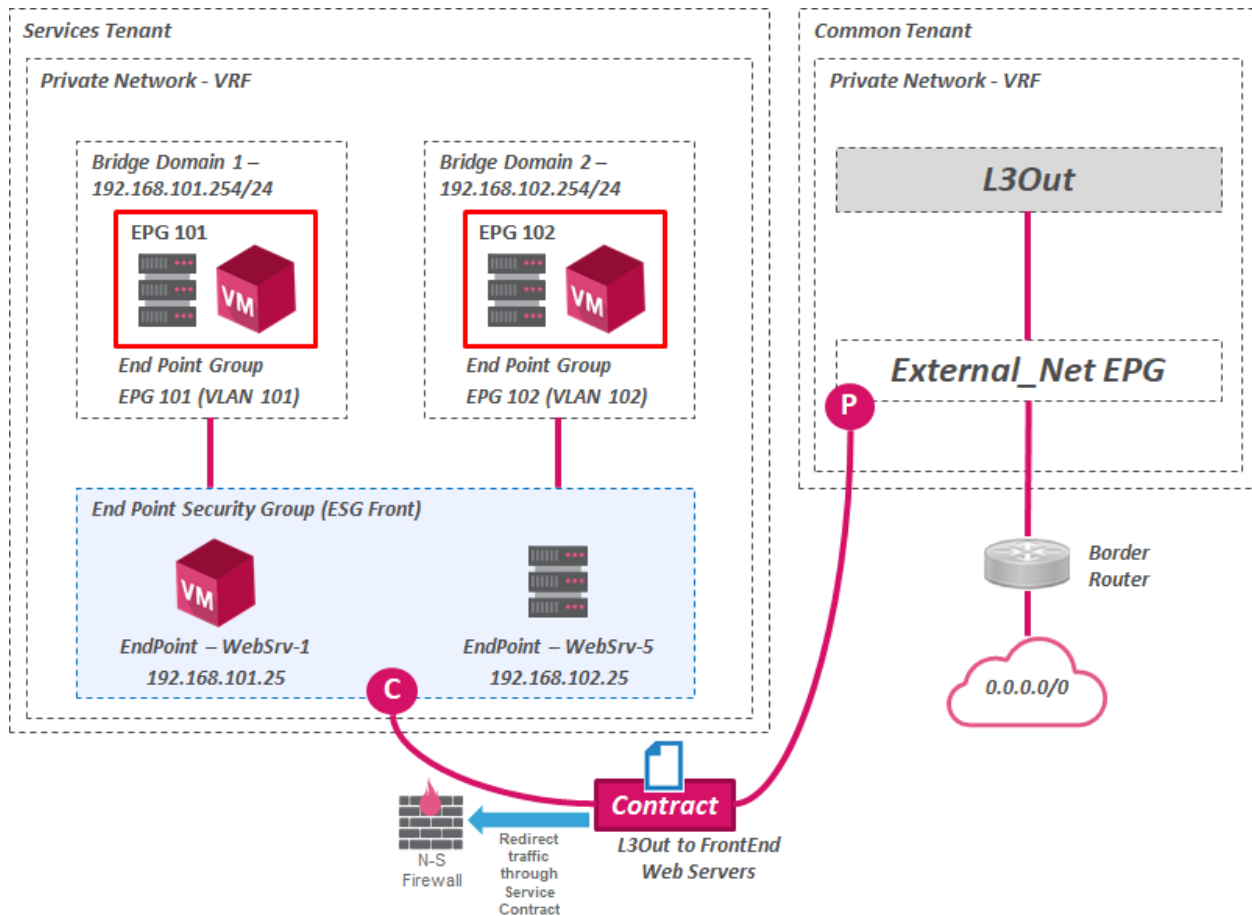 Services Tenant
Private Network - VRF
Bridge Domain 1 –
192.168.101.254/24
EPG 101
VM
End Point Group
EPG 101 (VLAN 101)
Bridge Domain 2 –
192.168.102.254/24
EPG 102
VM
End Point Group
EPG 102 (VLAN 102)
End Point Security Group (ESG Front)
VM
EndPoint – WebSrv-1
192.168.101.25
EndPoint – WebSrv-5
192.168.102.25
C
Common Tenant
Private Network - VRF
L3Out
External_Net EPG
P
Border
Router
0.0.0.0/0
Contract
L3Out to FrontEnd
Web Servers
N-S
Firewall
Redirect
traffic
through
Service
Contract